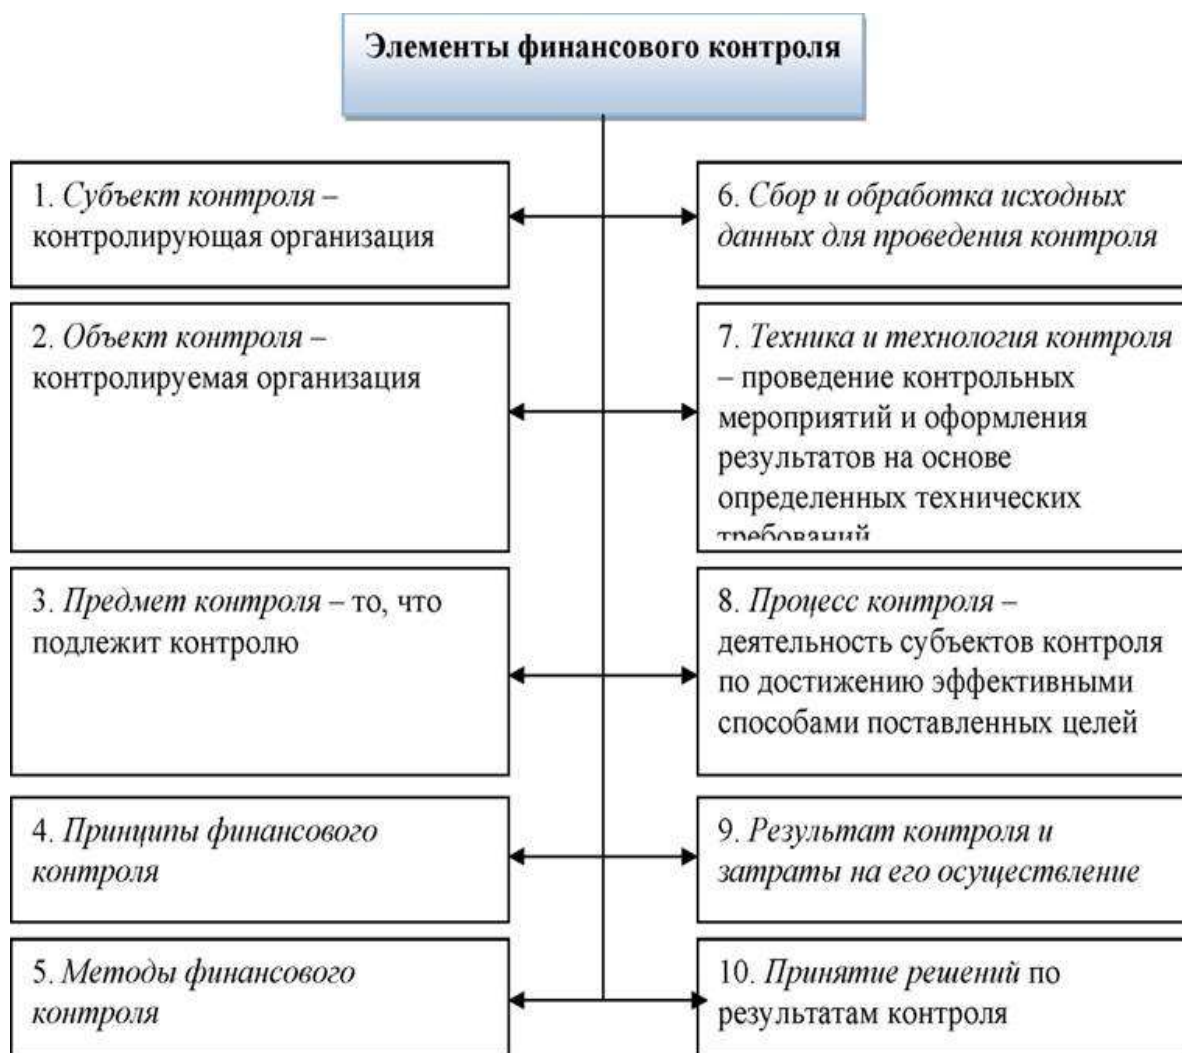 Элементы финансового контроля
1. Субъект контроля –
контролирующая организация
2. Объект контроля –
контролируемая организация
3. Предмет контроля – то, что
подлежит контролю
4. Принципы финансового
контроля
5. Методы финансового
контроля
6. Сбор и обработка исходных
данных для проведения контроля
7. Техника и технология контроля
– проведение контрольных
мероприятий и оформления
результатов на основе
определенных технических
требований
8. Процесс контроля –
деятельность субъектов контроля
по достижению эффективными
способами поставленных целей
9. Результат контроля и
затраты на его осуществление
10. Принятие решений по
результатам контроля